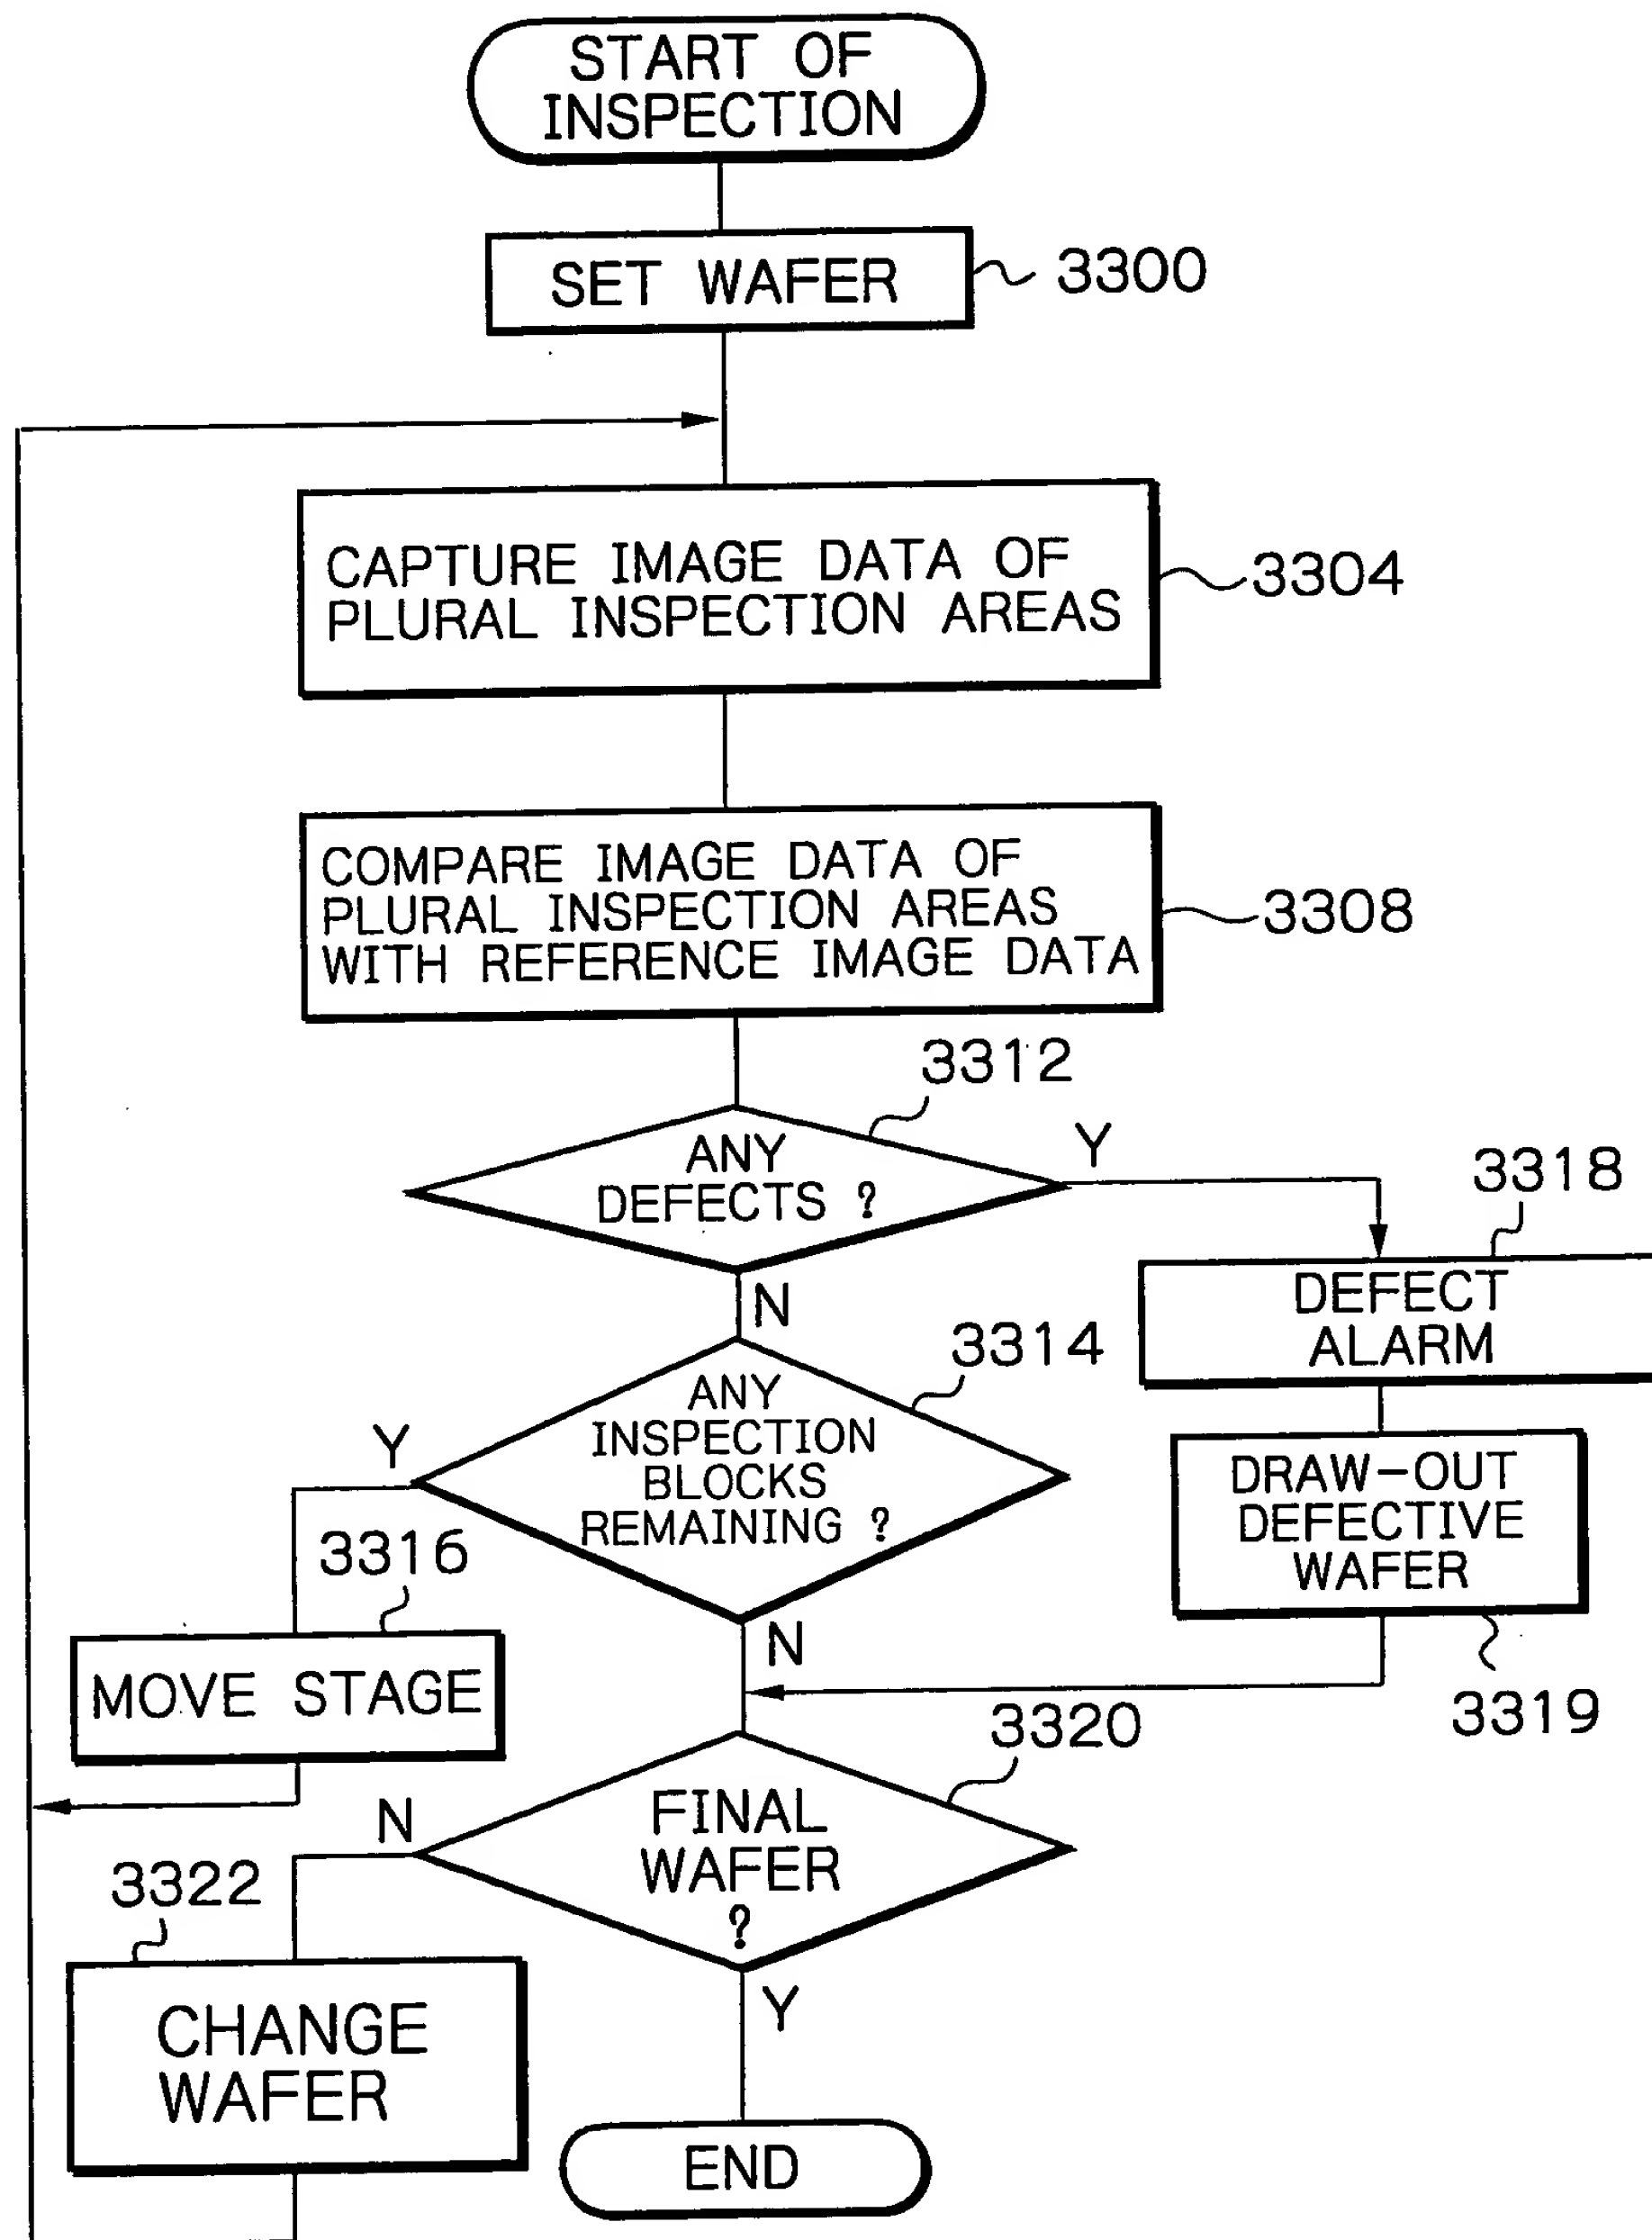 START OF
INSPECTION
SET WAFER
3300
CAPTURE IMAGE DATA OF
PLURAL INSPECTION AREAS
3304
COMPARE IMAGE DATA OF
PLURAL INSPECTION AREAS
WITH REFERENCE IMAGE DATA
3308
3312
ANY
DEFECTS ?
Y
N
3318
DEFECT
ALARM
3314
ANY
INSPECTION
BLOCKS
REMAINING ?
Y
N
DRAW-OUT
DEFECTIVE
WAFER
3319
3316
MOVE STAGE
3320
FINAL
WAFER
?
N
Y
3322
CHANGE
WAFER
END